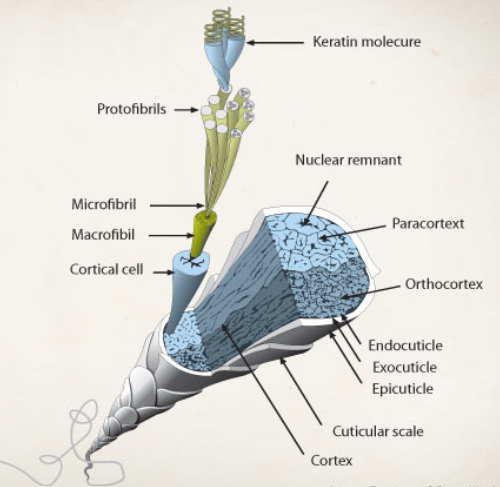 Keratin molecure
Protofibrils
Nuclear remnant
Microfibril
Paracortext
Macrofibil
Cortical cell
Orthocortex
Endocuticle
Exocuticle
Epicuticle
Cuticular scale
Cortex